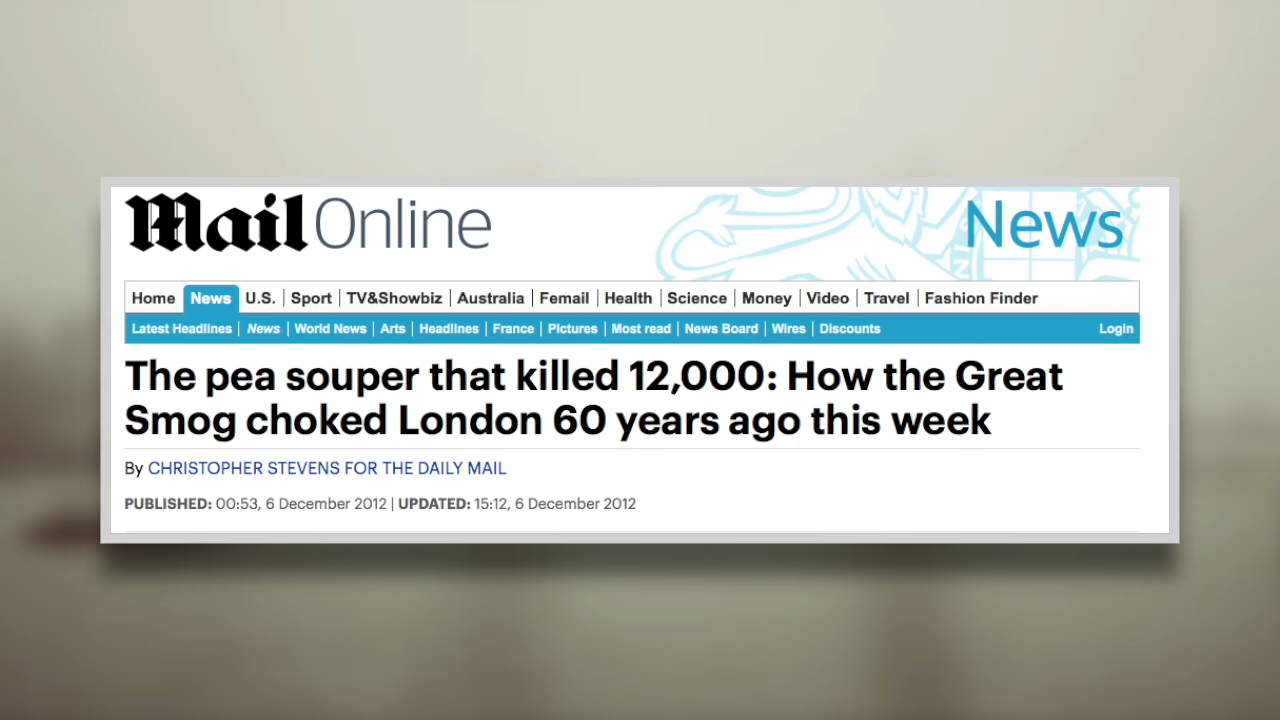 Mail Online News
Home News U.S. Sport TV&Showbiz Australia Femail Health Science Money Video Travel Fashion Finder
Latest Headlines News World News Arts Headlines France Pictures Most read News Board Wires Discounts Login
The pea souper that killed 12,000: How the Great
Smog choked London 60 years ago this week
By CHRISTOPHER STEVENS FOR THE DAILY MAIL
PUBLISHED: 00:53, 6 December 2012 | UPDATED: 15:12, 6 December 2012